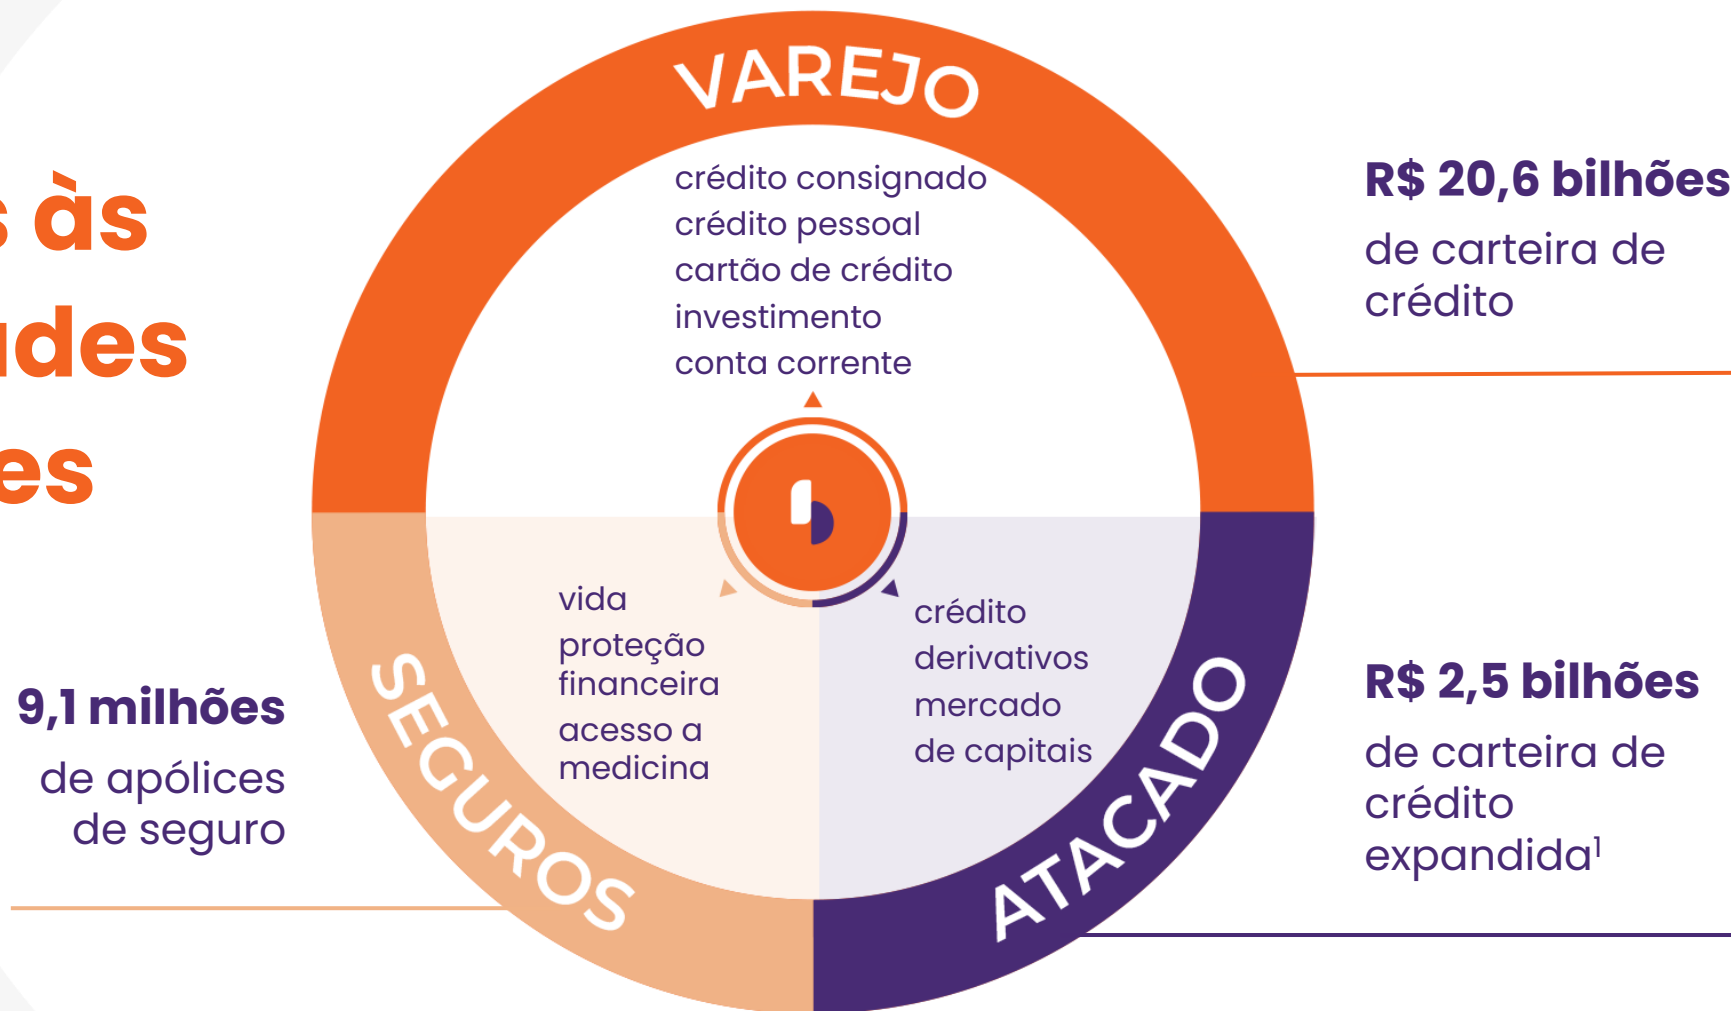 às
VAREJO
crédito consignado
crédito pessoal
cartão de crédito
investimento
conta corrente
R$ 20,6 bilhões
de carteira de
crédito
9,1 milhões
de apólices
de seguro
SEGUROS
vida
proteção
financeira
acesso a
medicina
crédito
derivativos
mercado
de capitais
ATACADO
R$ 2,5 bilhões
de carteira de
crédito
expandida¹